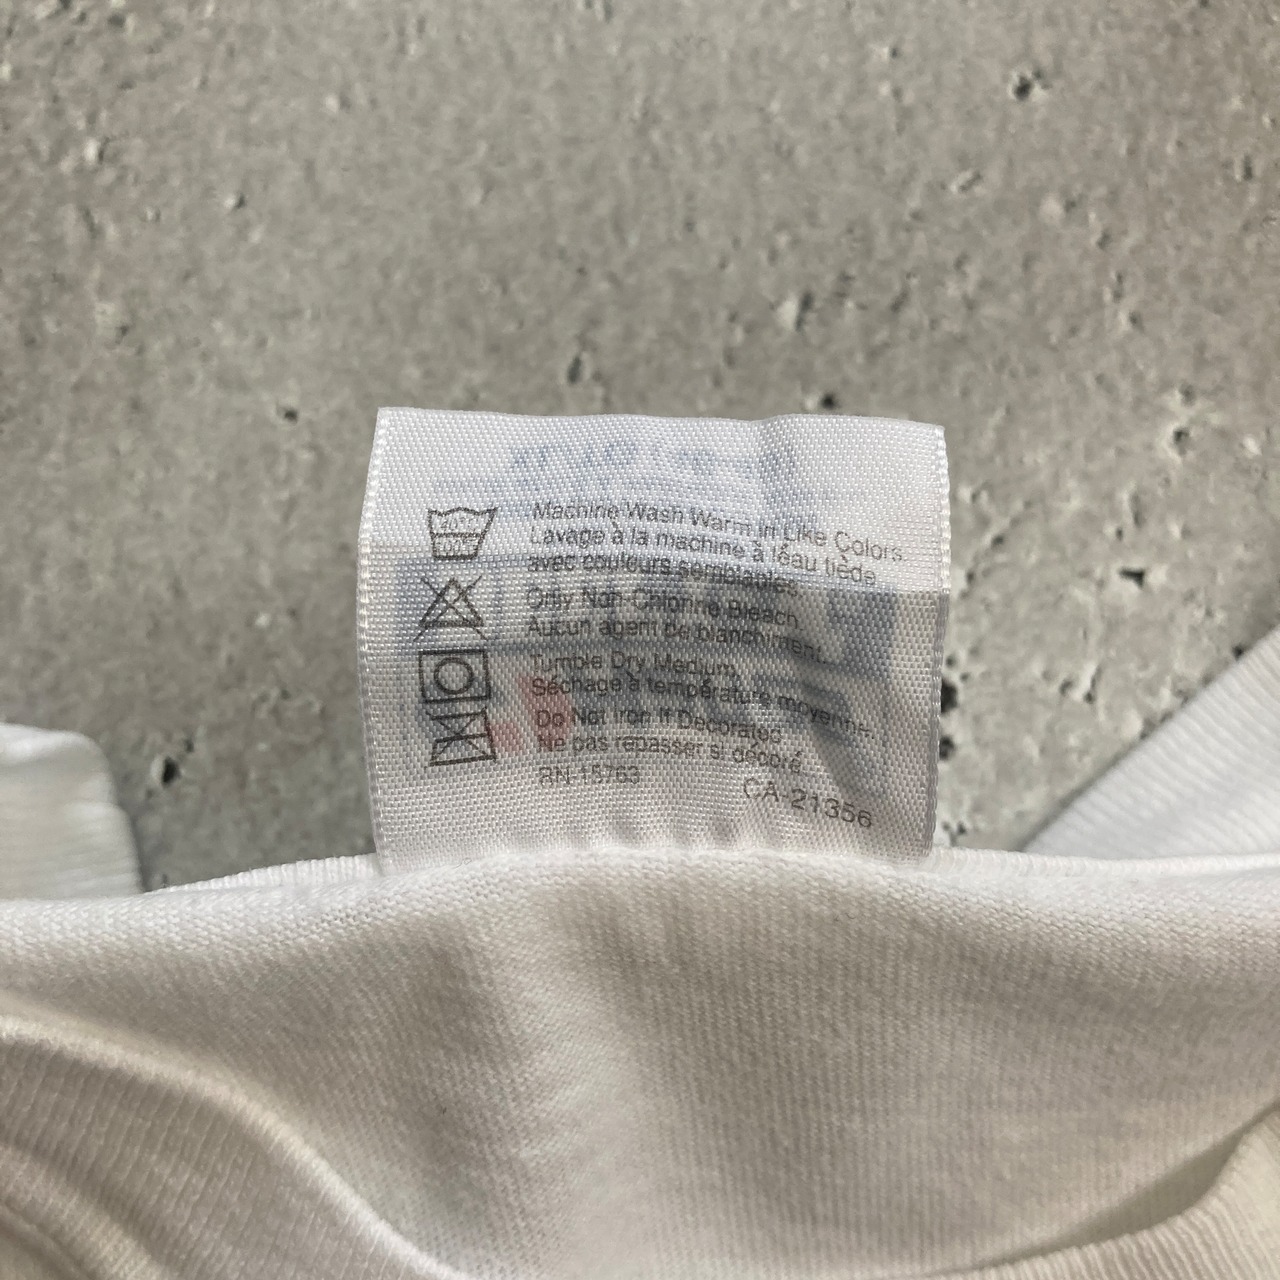 Machine Wash Warm in Like Colors
Lavage à la machine à l'éau tiède
avec couleurs semblables.
Only Non-Chlorine Bleach
Aucun agent de blanchiment.
Tumble Dry Medium
Séchage à température moyenne.
Do Not Iron If Decorated
Ne pas repasser si décoré.
RN-15763
CA-21356